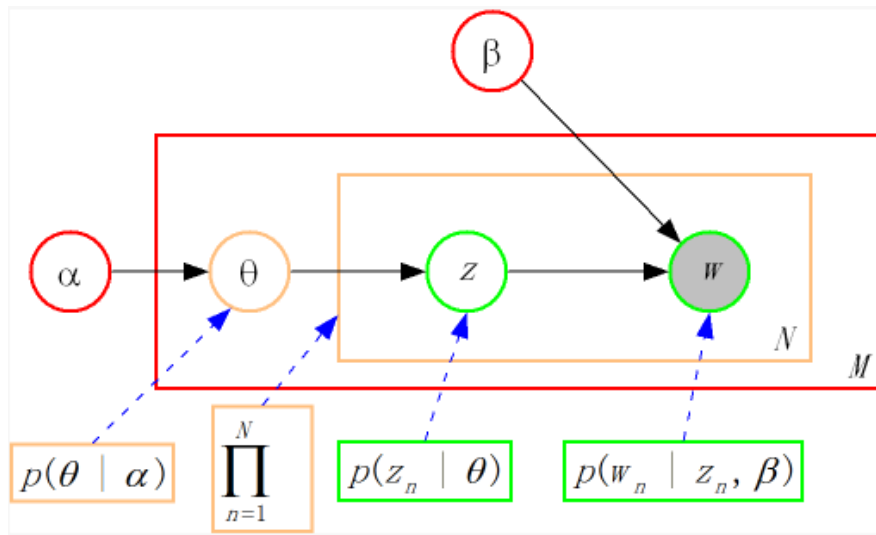 β
α
θ
z
w
N
M
p(θ | α)
N
∏
n=1
p(z_n | θ)
p(w_n | z_n, β)